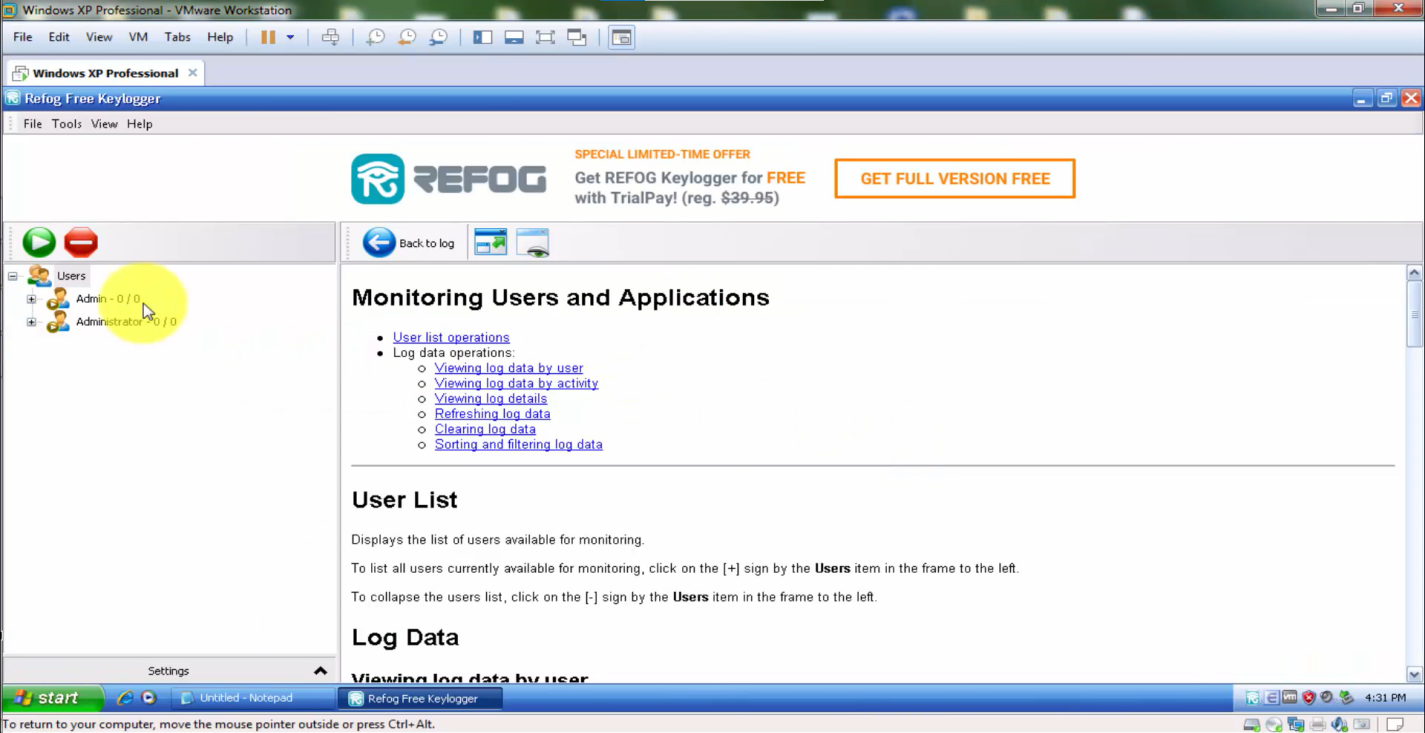 Windows XP Professional - VMware Workstation
File Edit View VM Tabs Help
Windows XP Professional
Refog Free Keylogger
File Tools View Help
REFOG
SPECIAL LIMITED-TIME OFFER
Get REFOG Keylogger for FREE
with TrialPay! (reg. $39.95)
GET FULL VERSION FREE
Back to log
Users
Admin - 0 / 0
Administrator - 0 / 0
Monitoring Users and Applications
• User list operations
• Log data operations:
○ Viewing log data by user
○ Viewing log data by activity
○ Viewing log details
○ Refreshing log data
○ Clearing log data
○ Sorting and filtering log data
User List
Displays the list of users available for monitoring.
To list all users currently available for monitoring, click on the [+] sign by the Users item in the frame to the left.
To collapse the users list, click on the [-] sign by the Users item in the frame to the left.
Log Data
Viewing log data by user
Settings
start
Untitled - Notepad
Refog Free Keylogger
4:31 PM
To return to your computer, move the mouse pointer outside or press Ctrl+Alt.